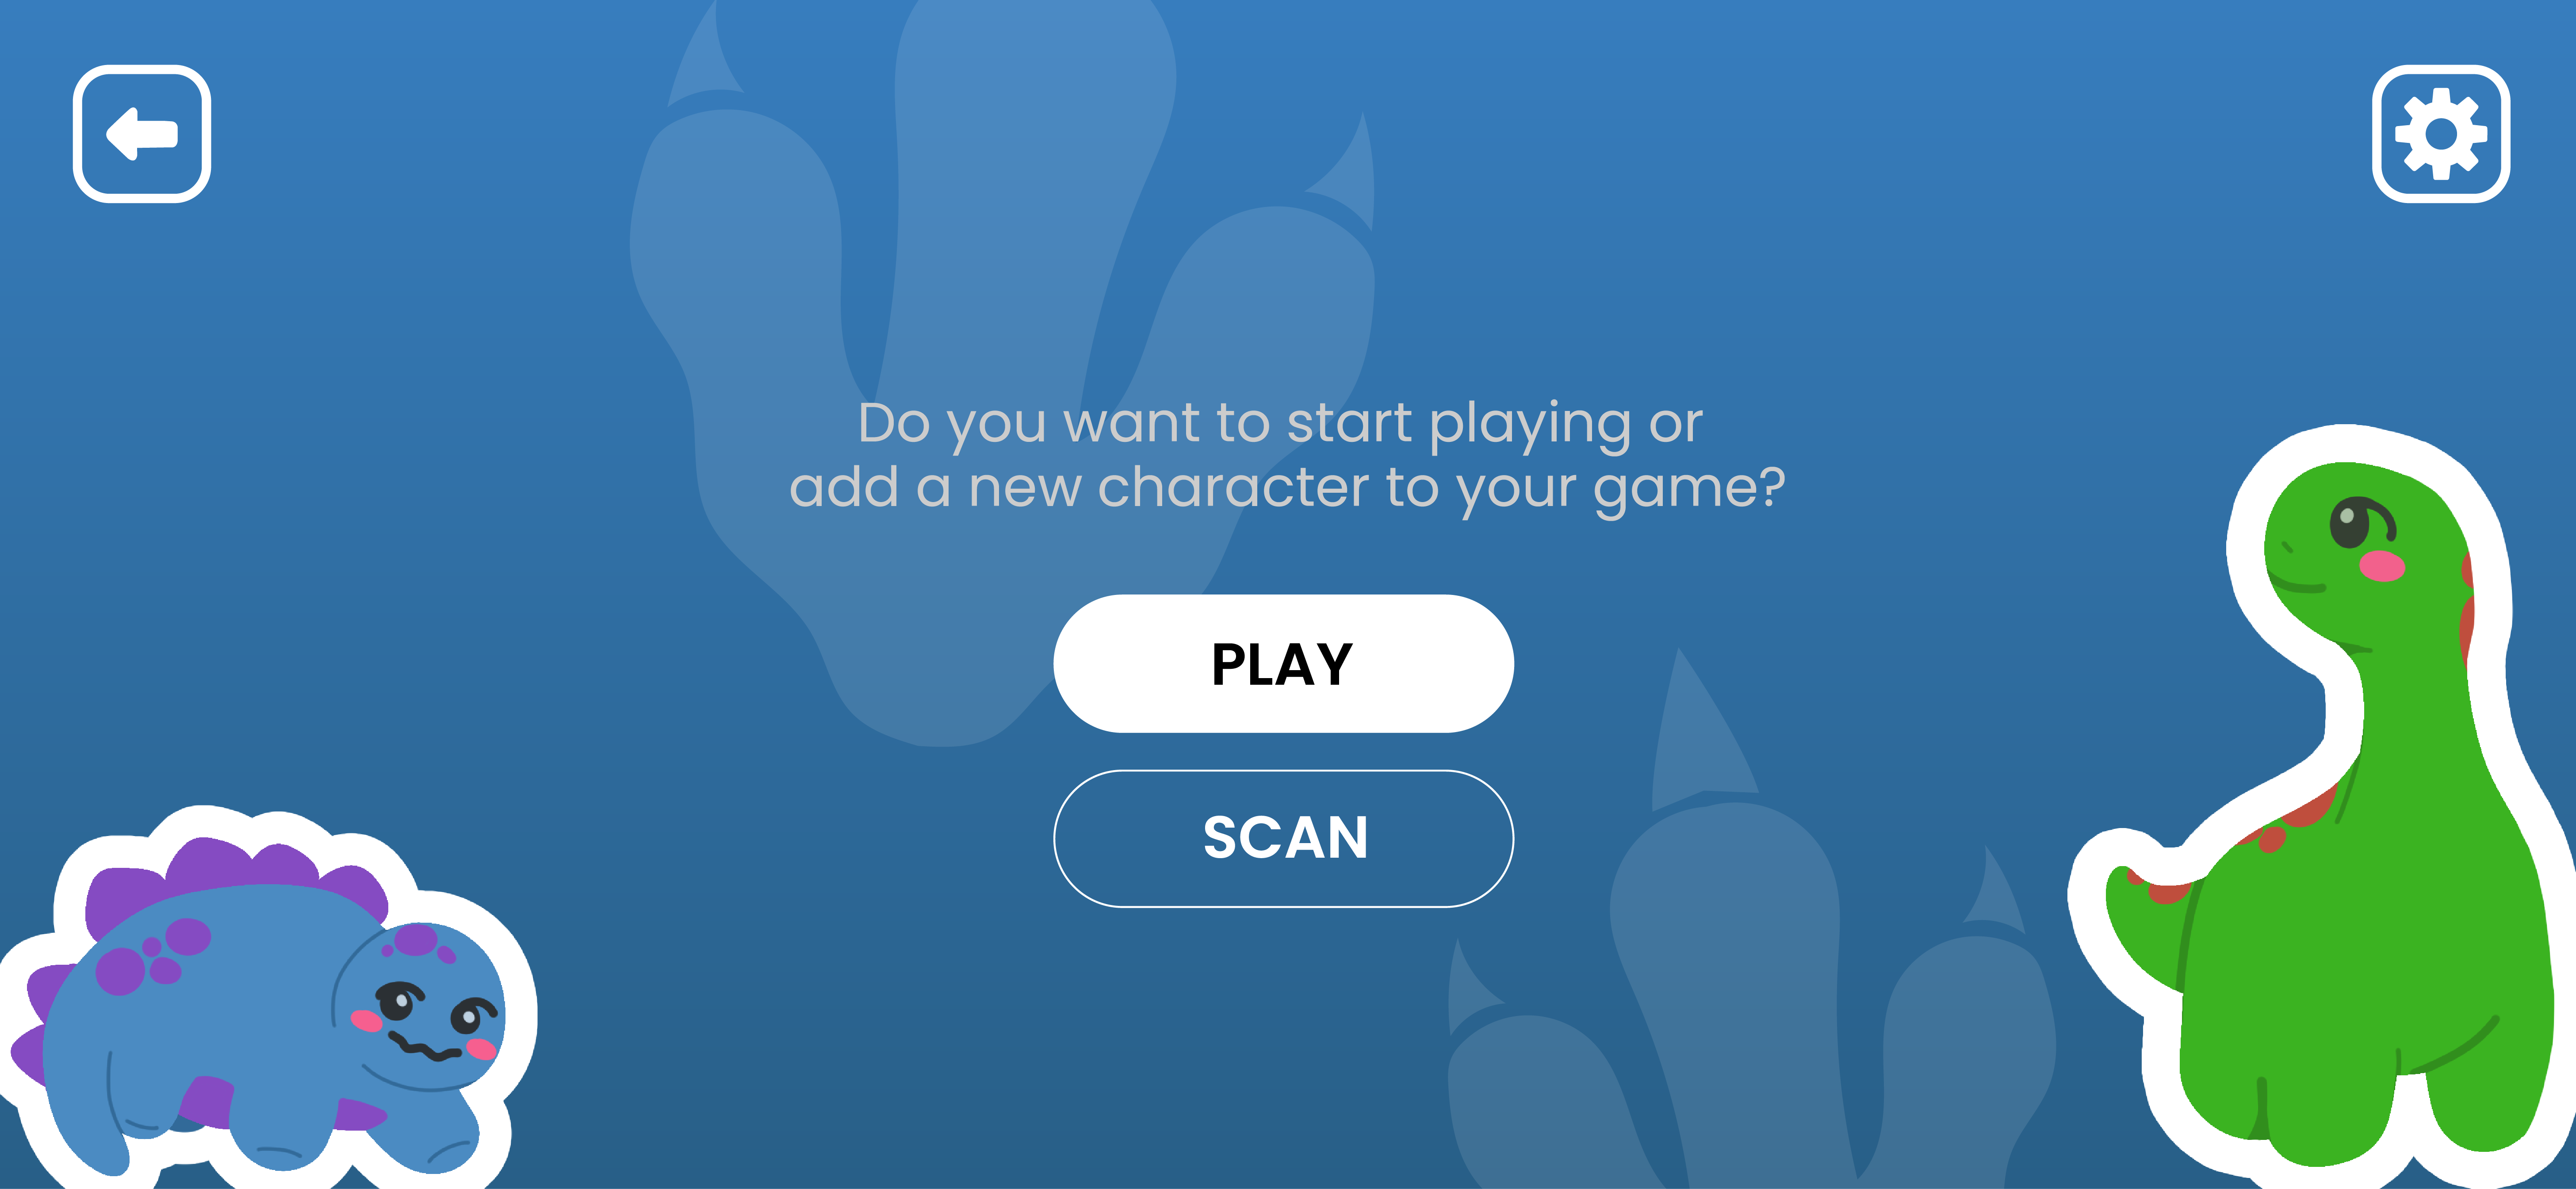 Do you want to start playing or
add a new character to your game?
PLAY
SCAN